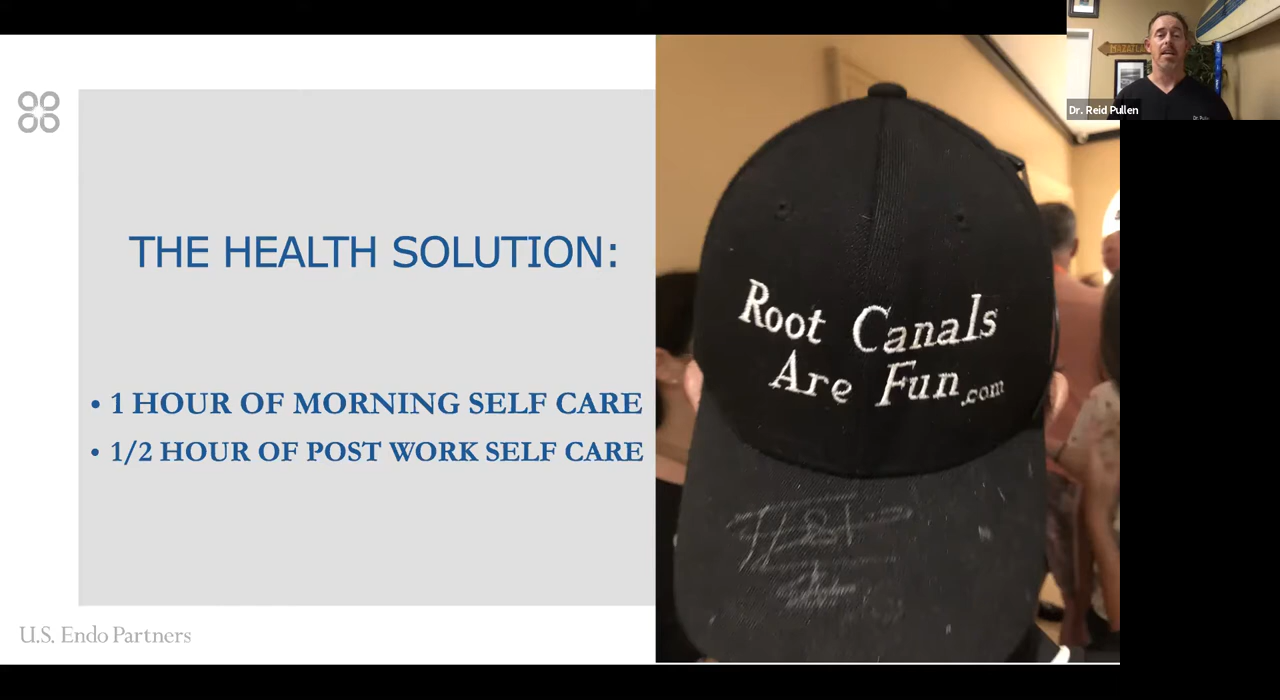 THE HEALTH SOLUTION:
• 1 HOUR OF MORNING SELF CARE
• 1/2 HOUR OF POST WORK SELF CARE
U.S. Endo Partners
Root Canals
Are Fun.com
Dr. Reid Pullen